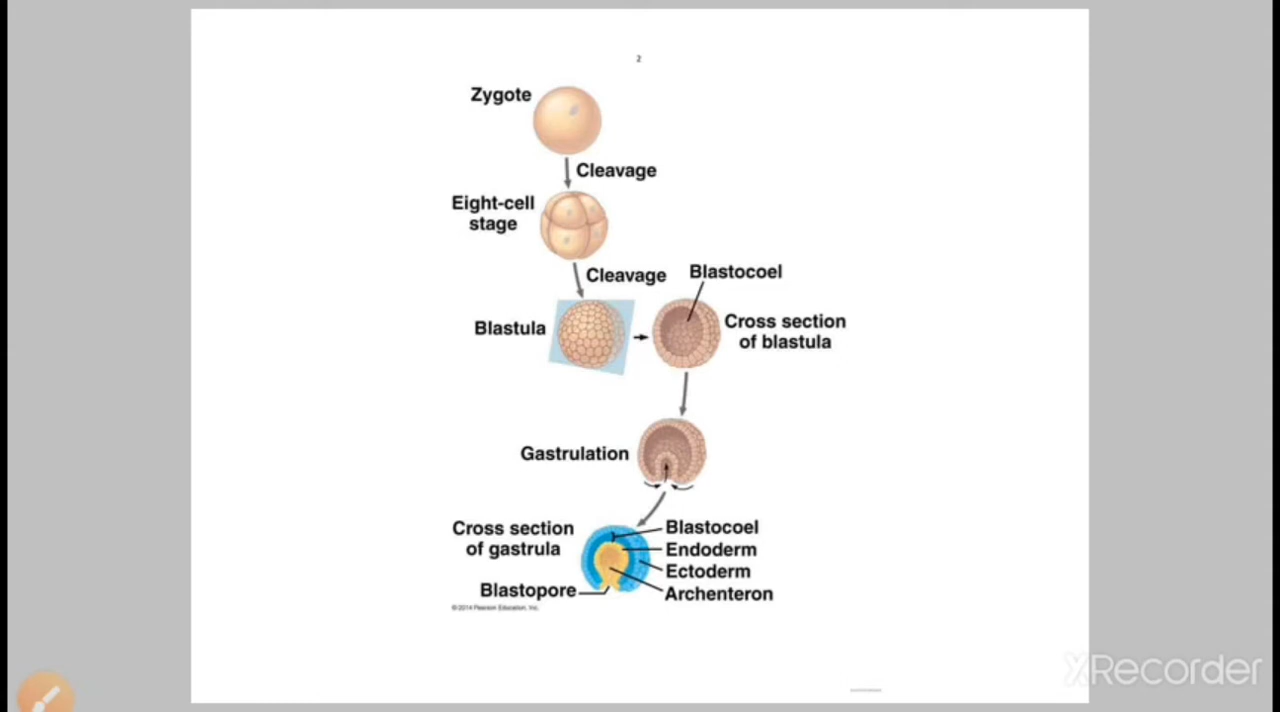 2
Zygote
Cleavage
Eight-cell
stage
Cleavage
Blastocoel
Blastula
Cross section
of blastula
Gastrulation
Cross section
of gastrula
Blastocoel
Endoderm
Ectoderm
Blastopore
Archenteron
© 2014 Pearson Education, Inc.
XRecorder